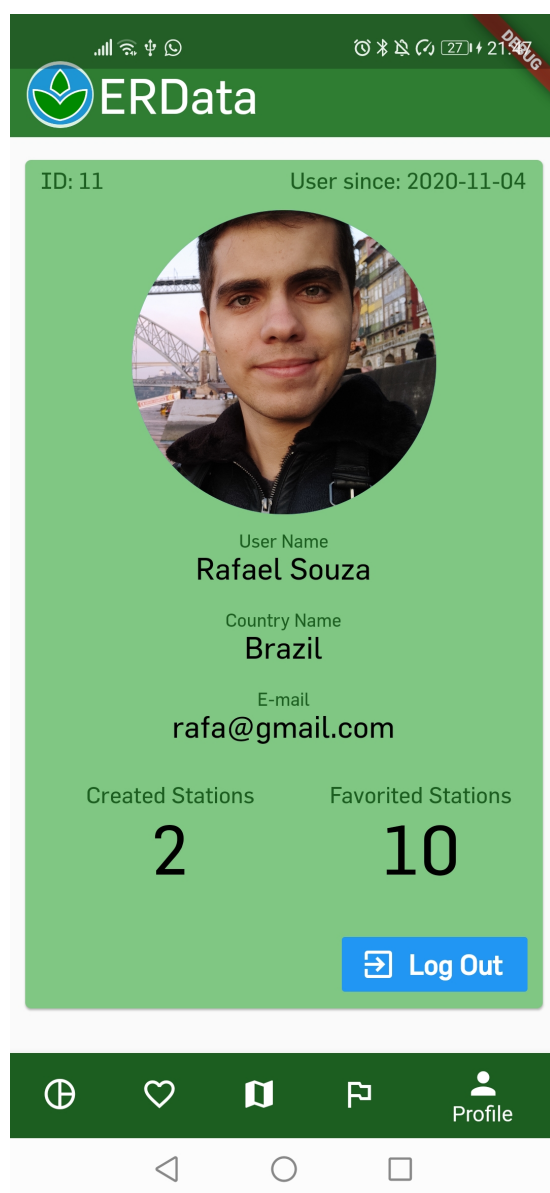 27 21:47
DEBUG
ERData
ID: 11 User since: 2020-11-04
User Name
Rafael Souza
Country Name
Brazil
E-mail
rafa@gmail.com
Created Stations Favorited Stations
2 10
Log Out
Profile